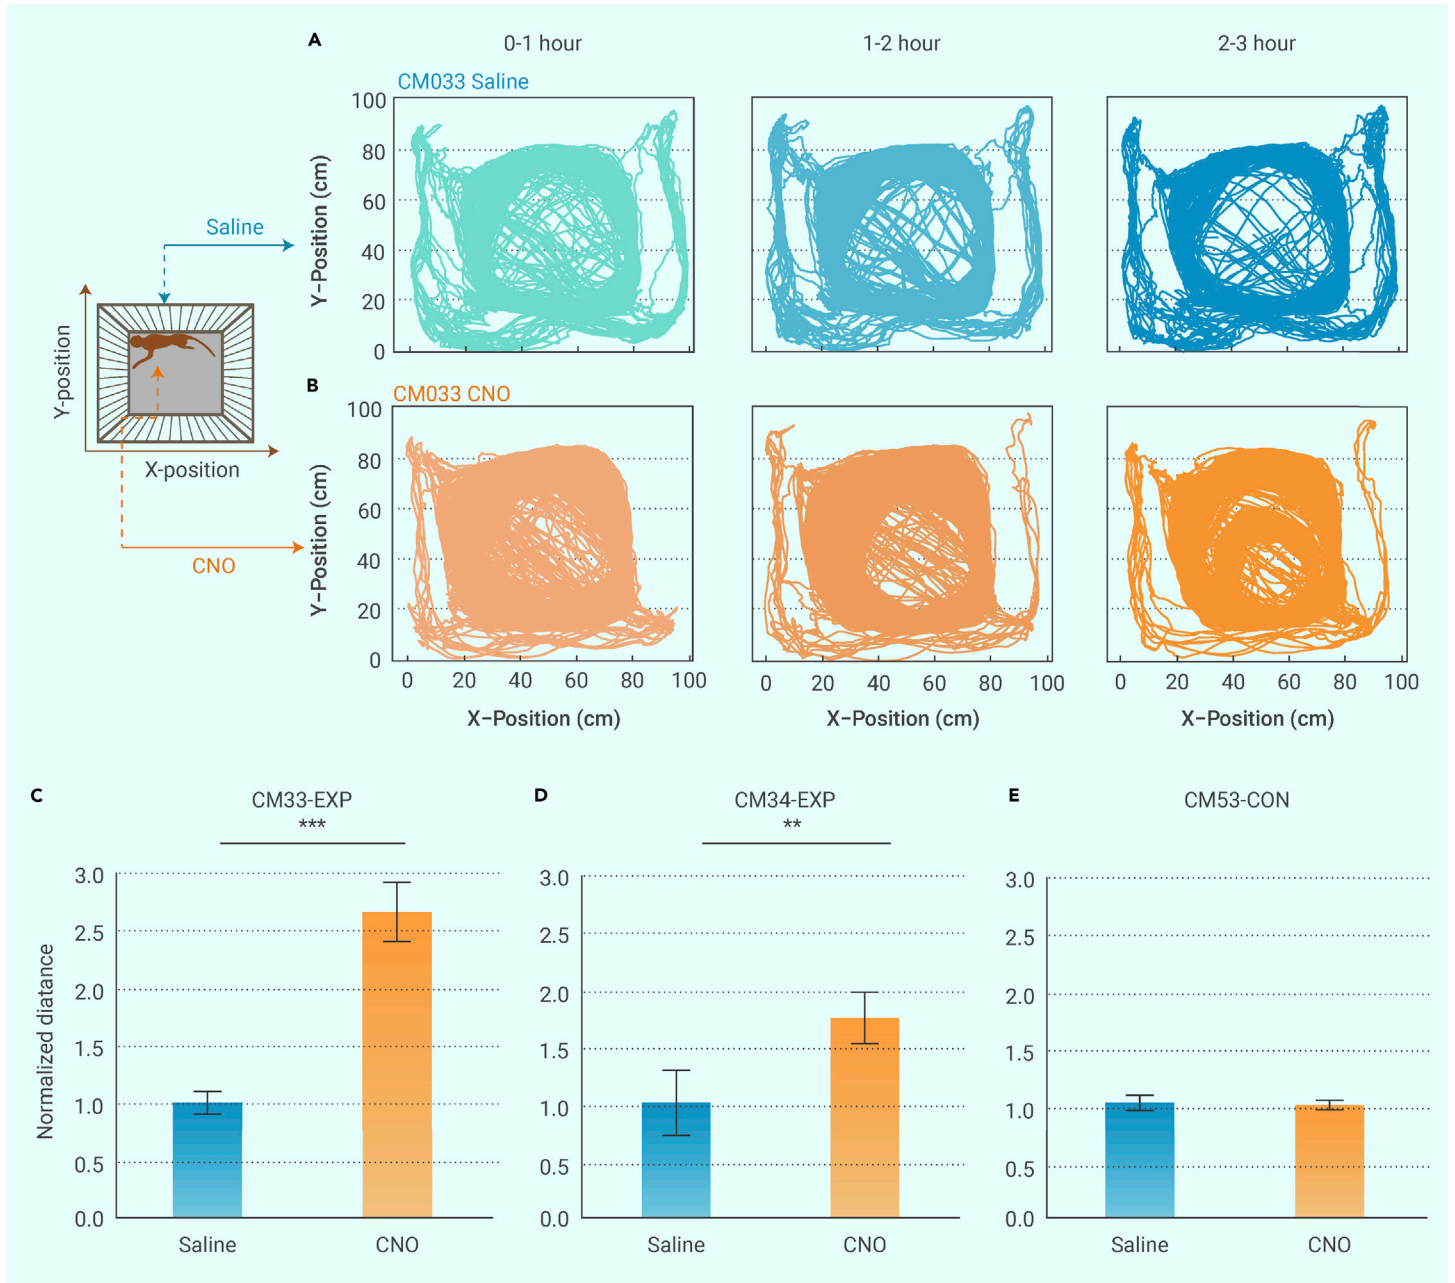 A
0-1 hour
1-2 hour
2-3 hour
CM033 Saline
100
80
60
40
20
0
Y-Position (cm)
Saline
Y-position
X-position
CNO
B
CM033 CNO
100
80
60
40
20
0
Y-Position (cm)
0 20 40 60 80 100
0 20 40 60 80 100
0 20 40 60 80 100
X-Position (cm)
X-Position (cm)
X-Position (cm)
C
CM33-EXP
***
3.0
2.5
2.0
1.5
1.0
0.5
0.0
Normalized diatance
Saline
CNO
D
CM34-EXP
**
3.0
2.5
2.0
1.5
1.0
0.5
0.0
Saline
CNO
E
CM53-CON
3.0
2.5
2.0
1.5
1.0
0.5
0.0
Saline
CNO